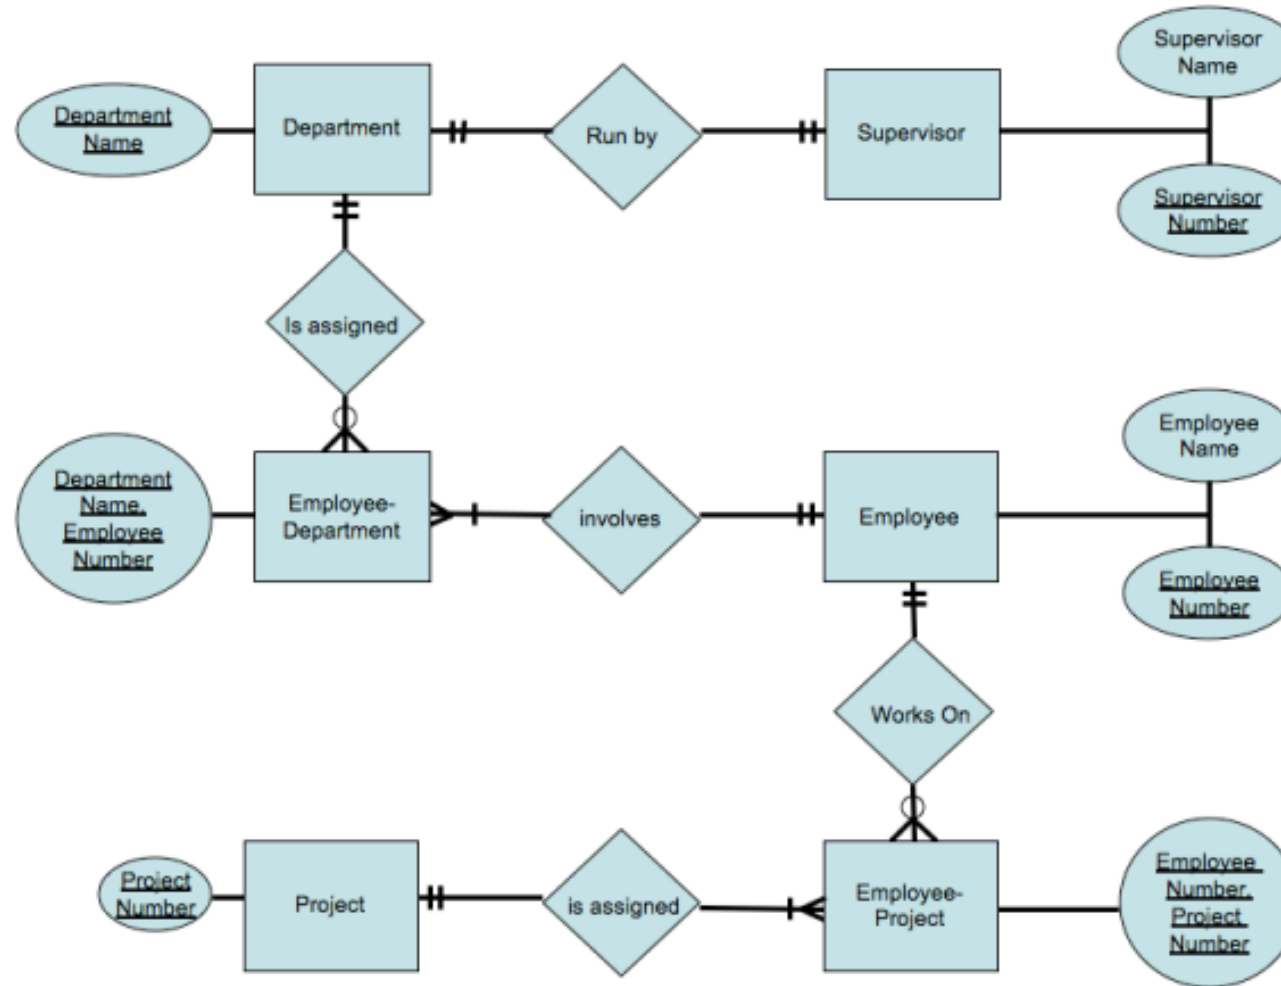 Supervisor
Name
Department
Name
Department
Run by
Supervisor
Supervisor
Number
Is assigned
Employee
Name
Department
Name,
Employee
Number
Employee-
Department
involves
Employee
Employee
Number
Works On
Project
Number
Project
is assigned
Employee-
Project
Employee
Number,
Project
Number